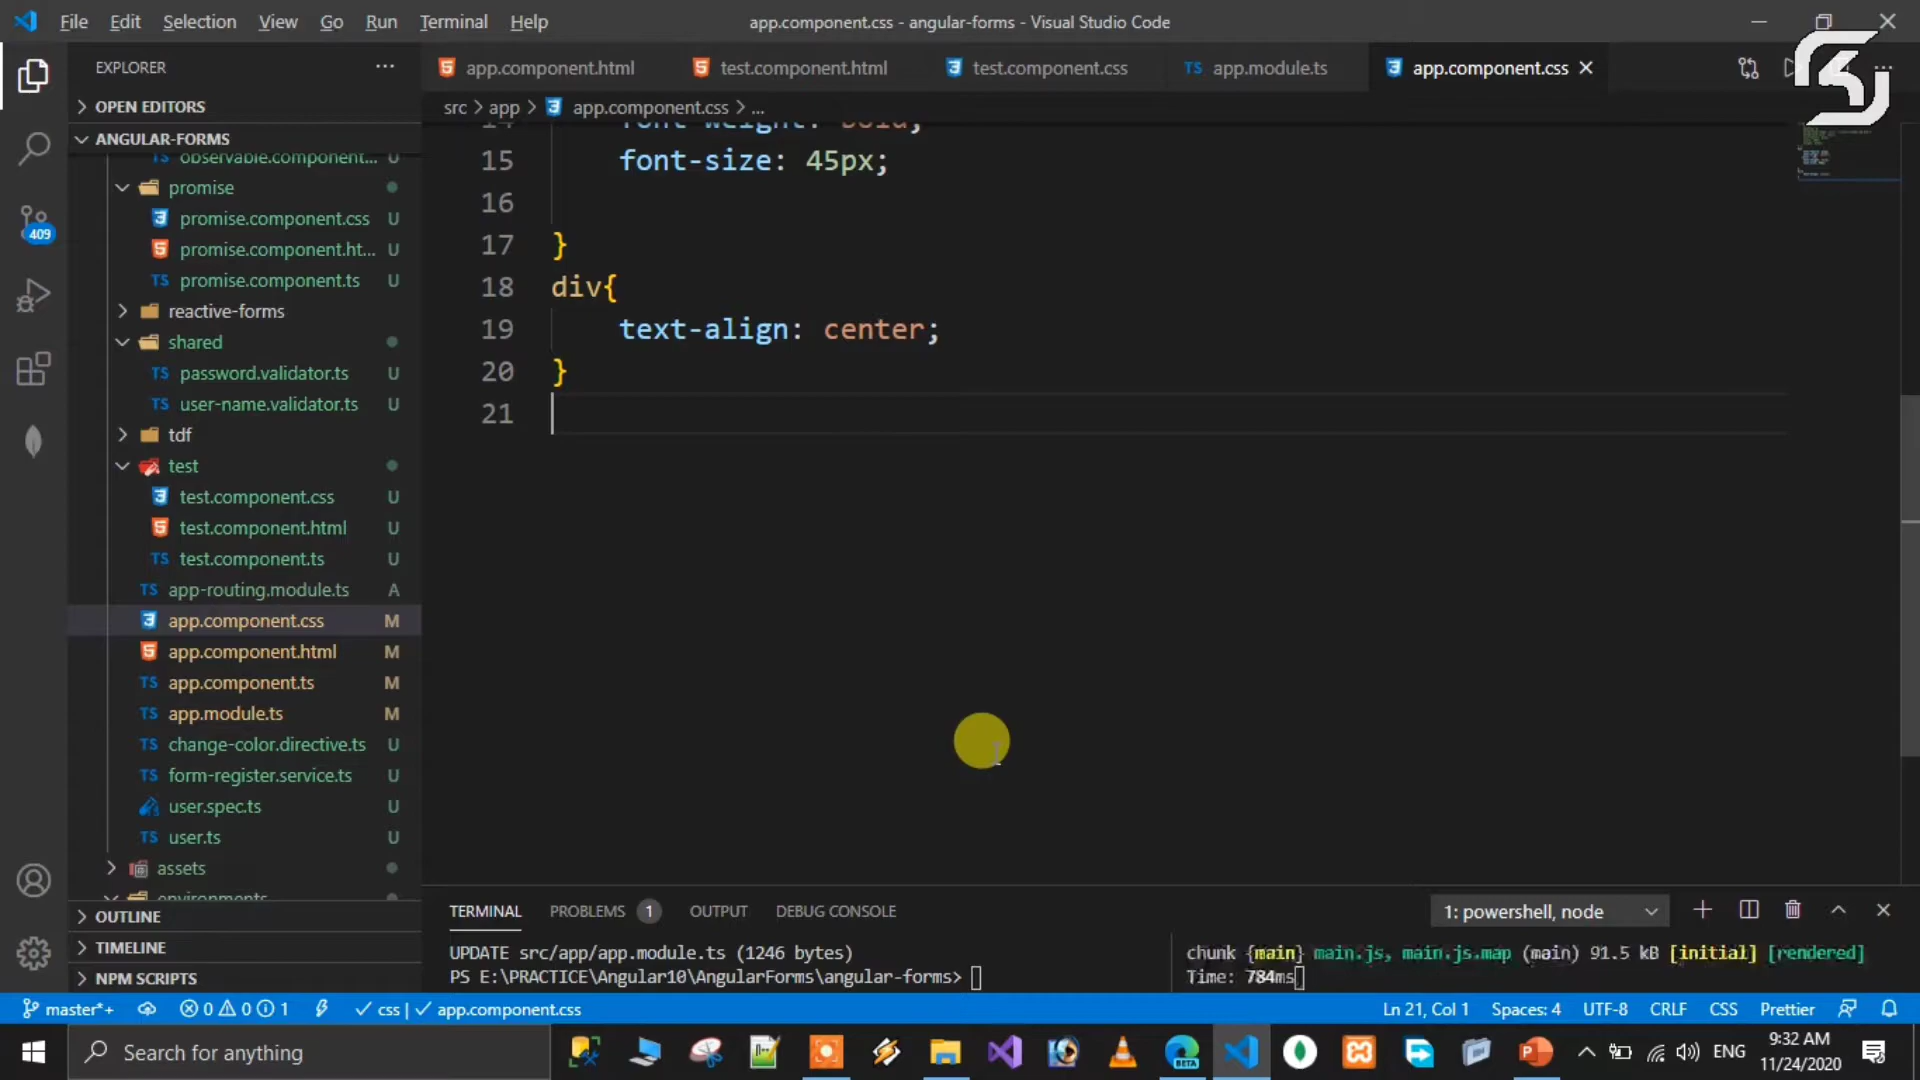 File Edit Selection View Go Run Terminal Help
app.component.css - angular-forms - Visual Studio Code
EXPLORER
OPEN EDITORS
ANGULAR-FORMS
observable.component... U
promise
promise.component.css U
promise.component.ht... U
promise.component.ts U
reactive-forms
shared
password.validator.ts U
user-name.validator.ts U
tdf
test
test.component.css U
test.component.html U
test.component.ts U
app-routing.module.ts A
app.component.css M
app.component.html M
app.component.ts M
app.module.ts M
change-color.directive.ts U
form-register.service.ts U
user.spec.ts U
user.ts U
assets
environments
OUTLINE
TIMELINE
NPM SCRIPTS
409
app.component.html test.component.html test.component.css TS app.module.ts app.component.css
src > app > app.component.css > ...
14 font-weight: bold;
15 font-size: 45px;
16
17 }
18 div{
19 text-align: center;
20 }
21
TERMINAL PROBLEMS 1 OUTPUT DEBUG CONSOLE 1: powershell, node
UPDATE src/app/app.module.ts (1246 bytes)
PS E:\PRACTICE\Angular10\AngularForms\angular-forms>
chunk {main} main.js, main.js.map (main) 91.5 kB [initial] [rendered]
Time: 784ms
master*+ 0 0 1 css | app.component.css Ln 21, Col 1 Spaces: 4 UTF-8 CRLF CSS Prettier
Search for anything
BETA
ENG
9:32 AM
11/24/2020